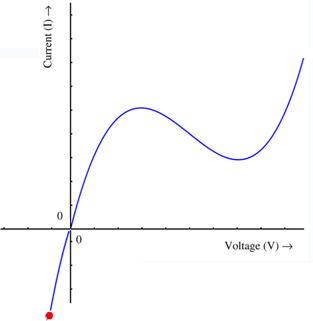 Current (I) →
0
0
Voltage (V) →